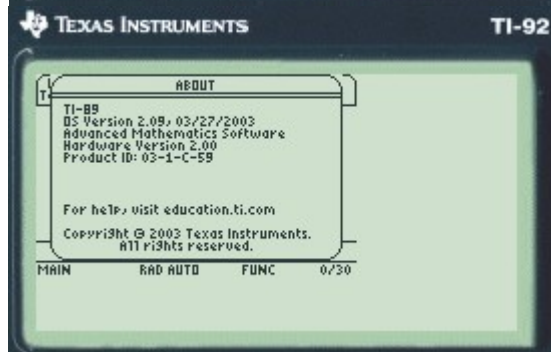 TEXAS INSTRUMENTS
TI-92
ABOUT
TI-89
OS Version 2.09, 03/27/2003
Advanced Mathematics Software
Hardware Version 2.00
Product ID: 03-1-C-59
For help, visit education.ti.com
Copyright © 2003 Texas Instruments.
All rights reserved.
MAIN RAD AUTO FUNC 0/30